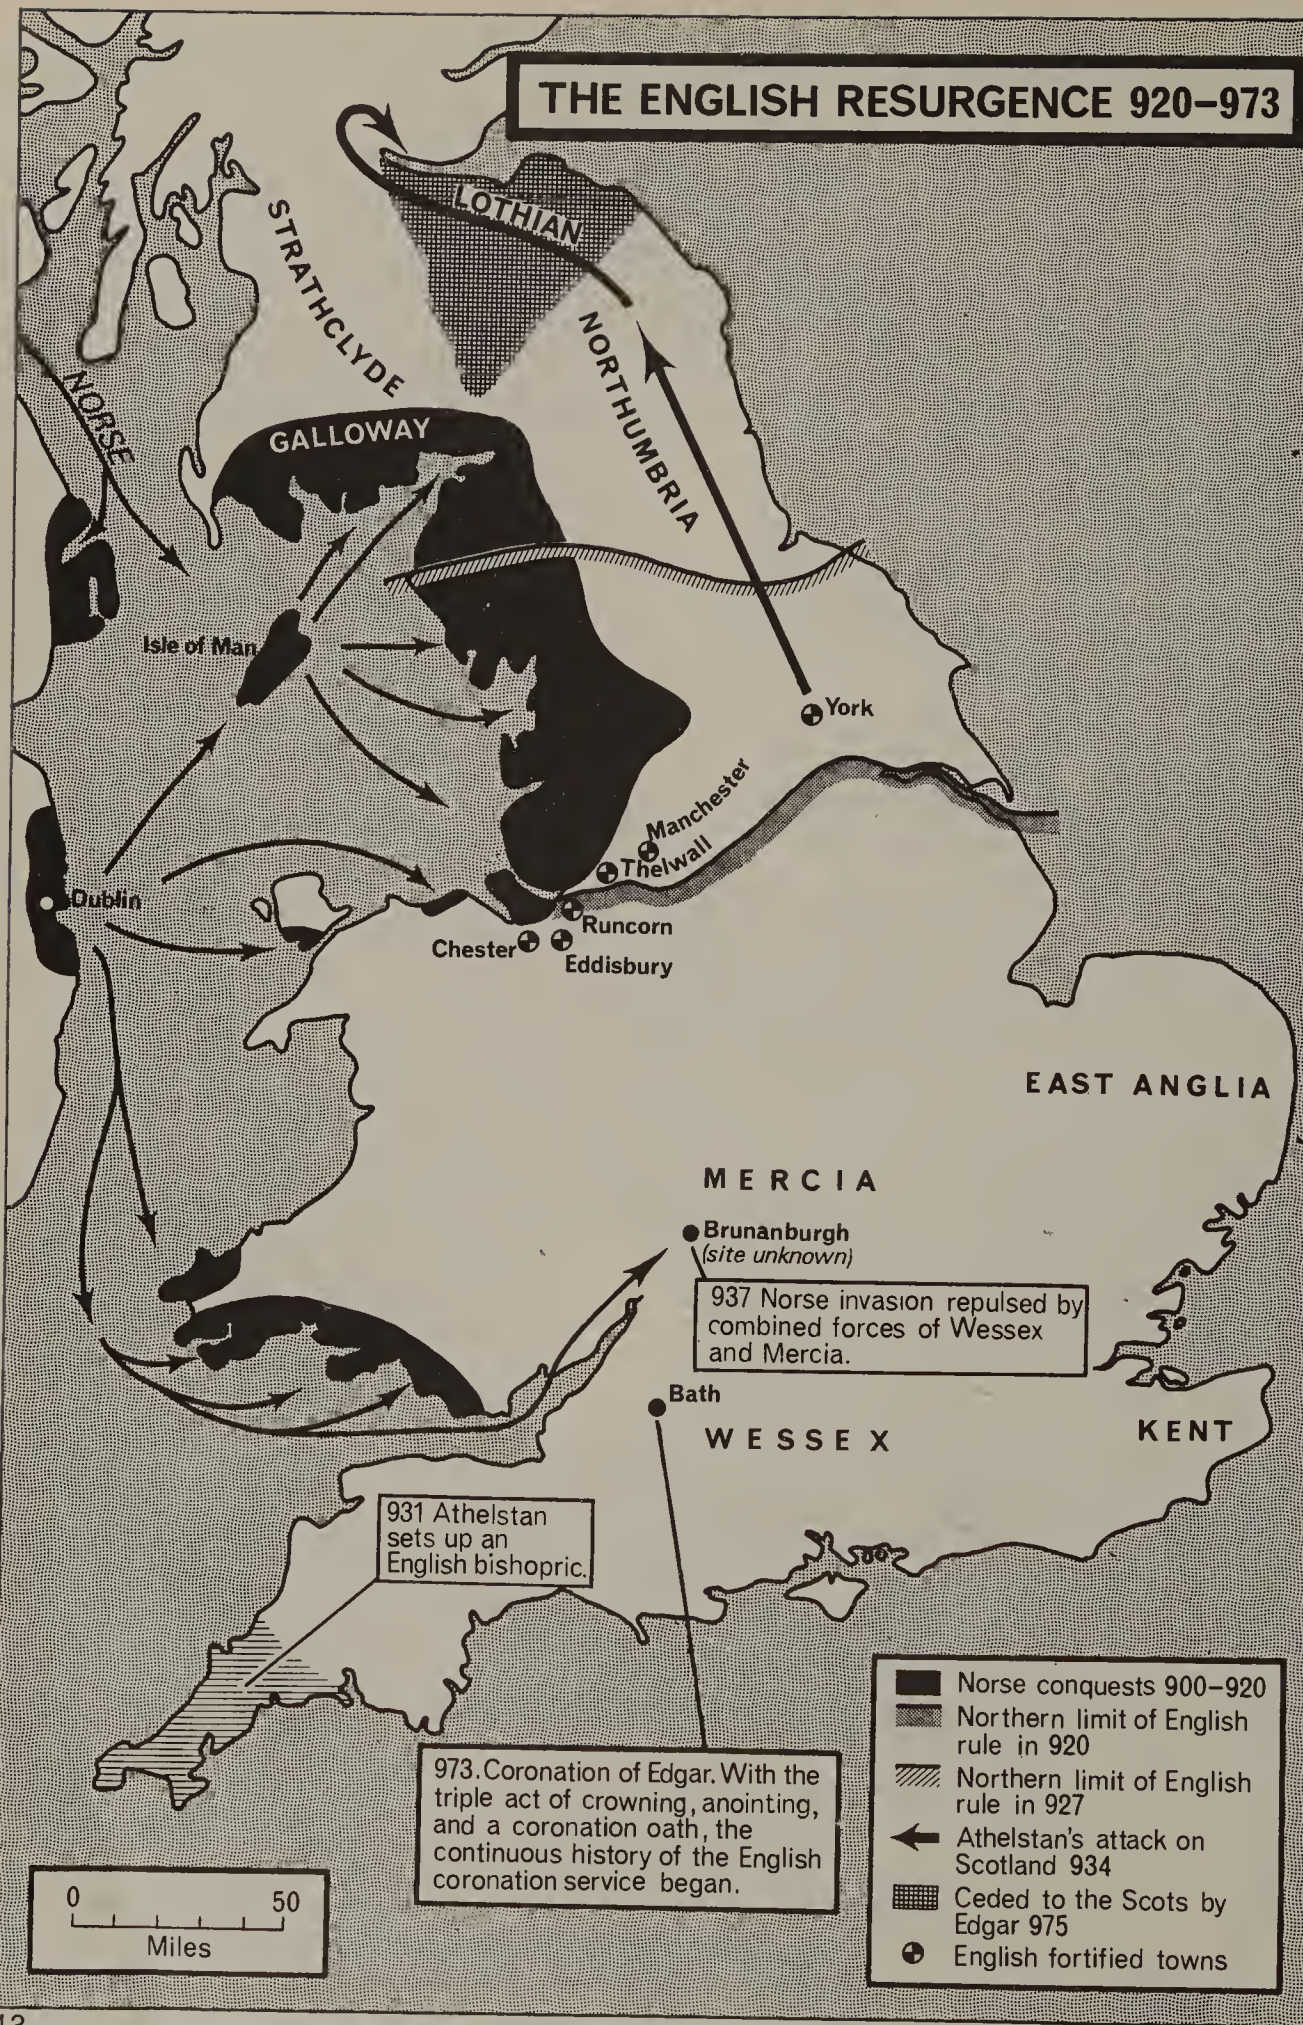 THE ENGLISH RESURGENCE 920–973
LOTHIAN
STRATHCLYDE
NORTHUMBRIA
NORSE
GALLOWAY
Isle of Man
York
Manchester
Thelwall
Dublin
Runcorn
Chester
Eddisbury
EAST ANGLIA
MERCIA
Brunanburgh
(site unknown)
937 Norse invasion repulsed by
combined forces of Wessex
and Mercia.
Bath
WESSEX
KENT
931 Athelstan
sets up an
English bishopric.
973. Coronation of Edgar. With the
triple act of crowning, anointing,
and a coronation oath, the
continuous history of the English
coronation service began.
Norse conquests 900–920
Northern limit of English
rule in 920
Northern limit of English
rule in 927
Athelstan's attack on
Scotland 934
Ceded to the Scots by
Edgar 975
English fortified towns
0 50
Miles